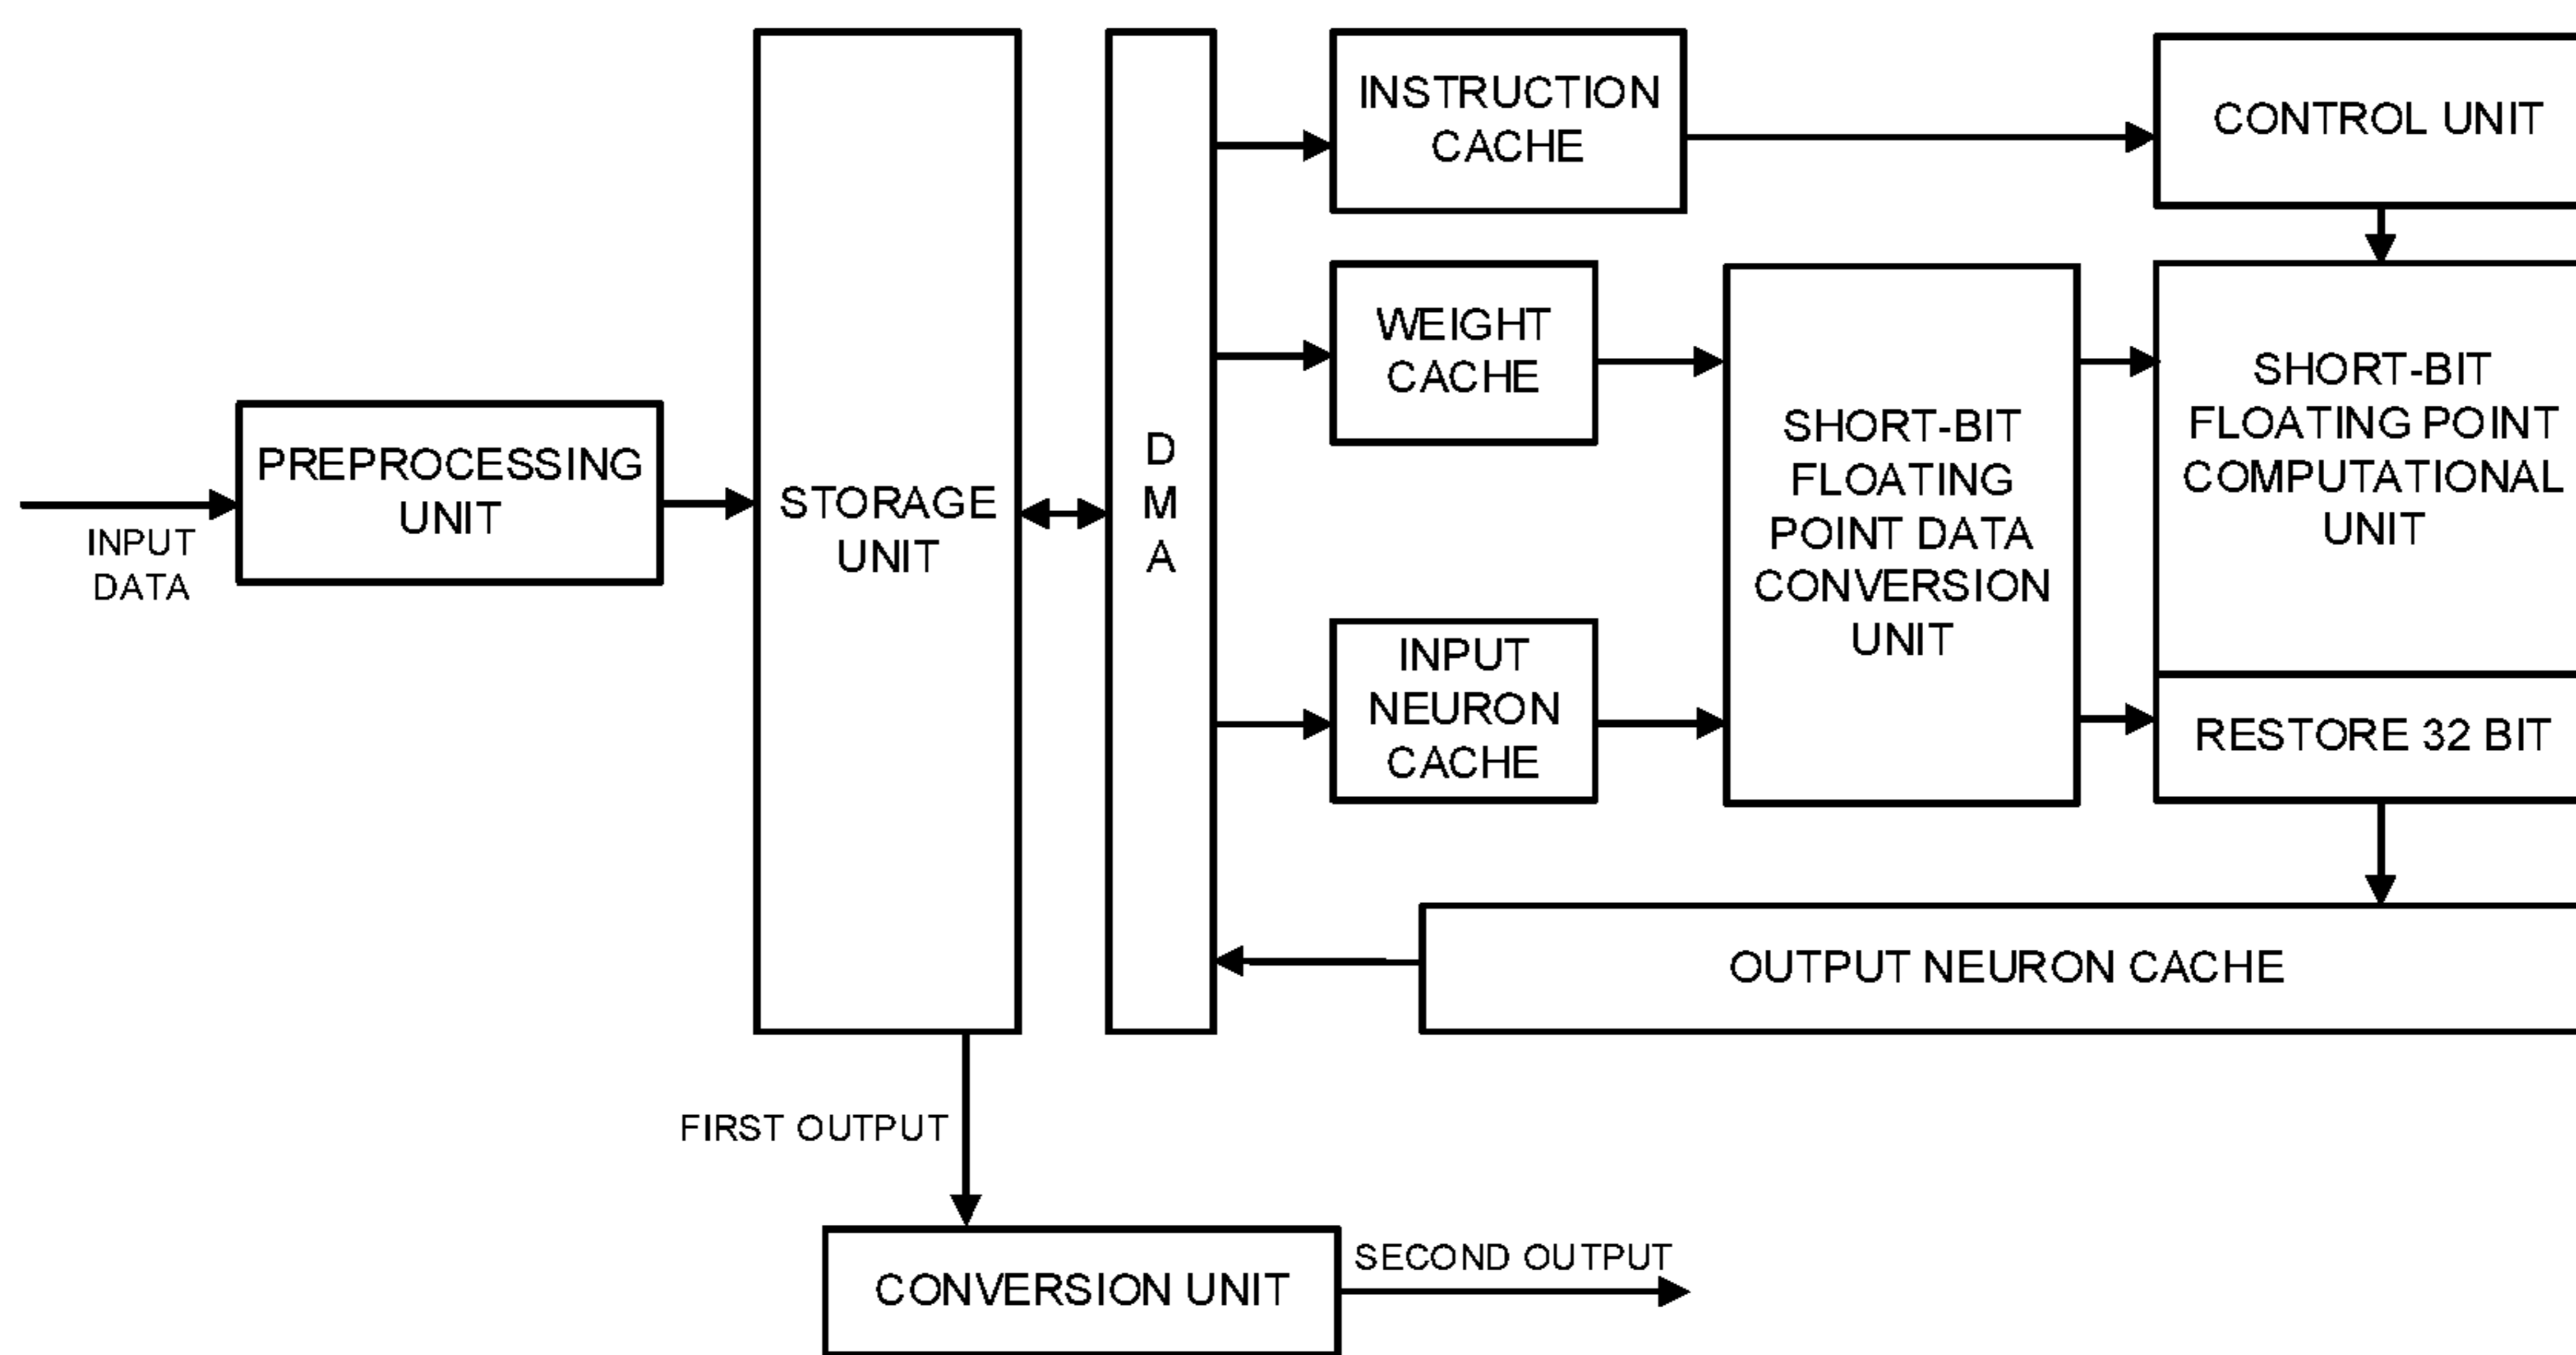 INSTRUCTION
CACHE
CONTROL UNIT
WEIGHT
CACHE
SHORT-BIT
FLOATING
POINT DATA
CONVERSION
UNIT
SHORT-BIT
FLOATING POINT
COMPUTATIONAL
UNIT
PREPROCESSING
UNIT
INPUT
DATA
STORAGE
UNIT
D
M
A
INPUT
NEURON
CACHE
RESTORE 32 BIT
OUTPUT NEURON CACHE
FIRST OUTPUT
CONVERSION UNIT
SECOND OUTPUT